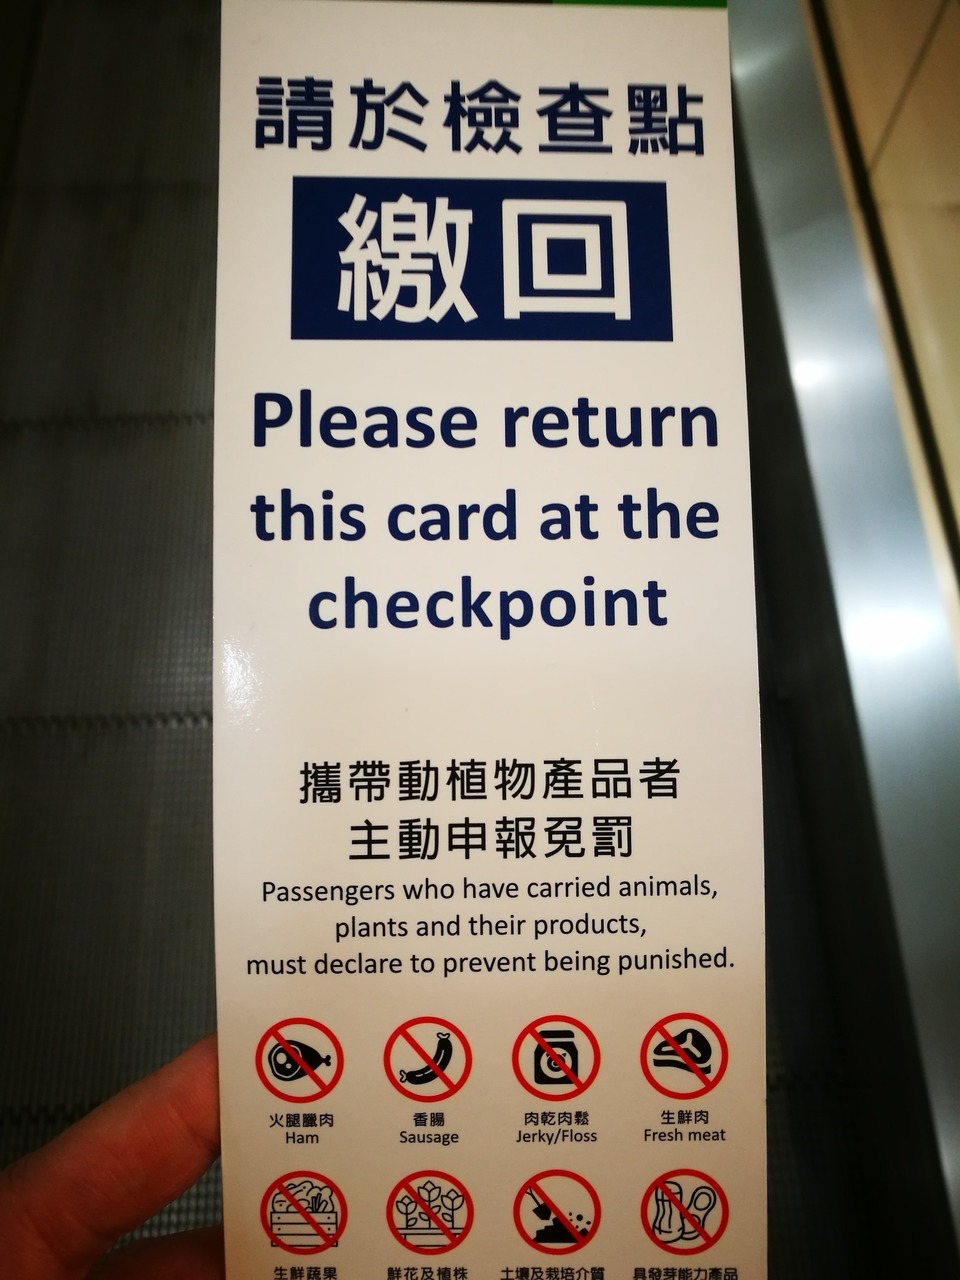 請於檢查點
繳回
Please return
this card at the
checkpoint
攜帶動植物產品者
主動申報免罰
Passengers who have carried animals,
plants and their products,
must declare to prevent being punished.
火腿臘肉
Ham
香腸
Sausage
肉乾肉鬆
Jerky/Floss
生鮮肉
Fresh meat
生鮮蔬果
鮮花及植株
土壤及栽培介質
具發芽能力產品